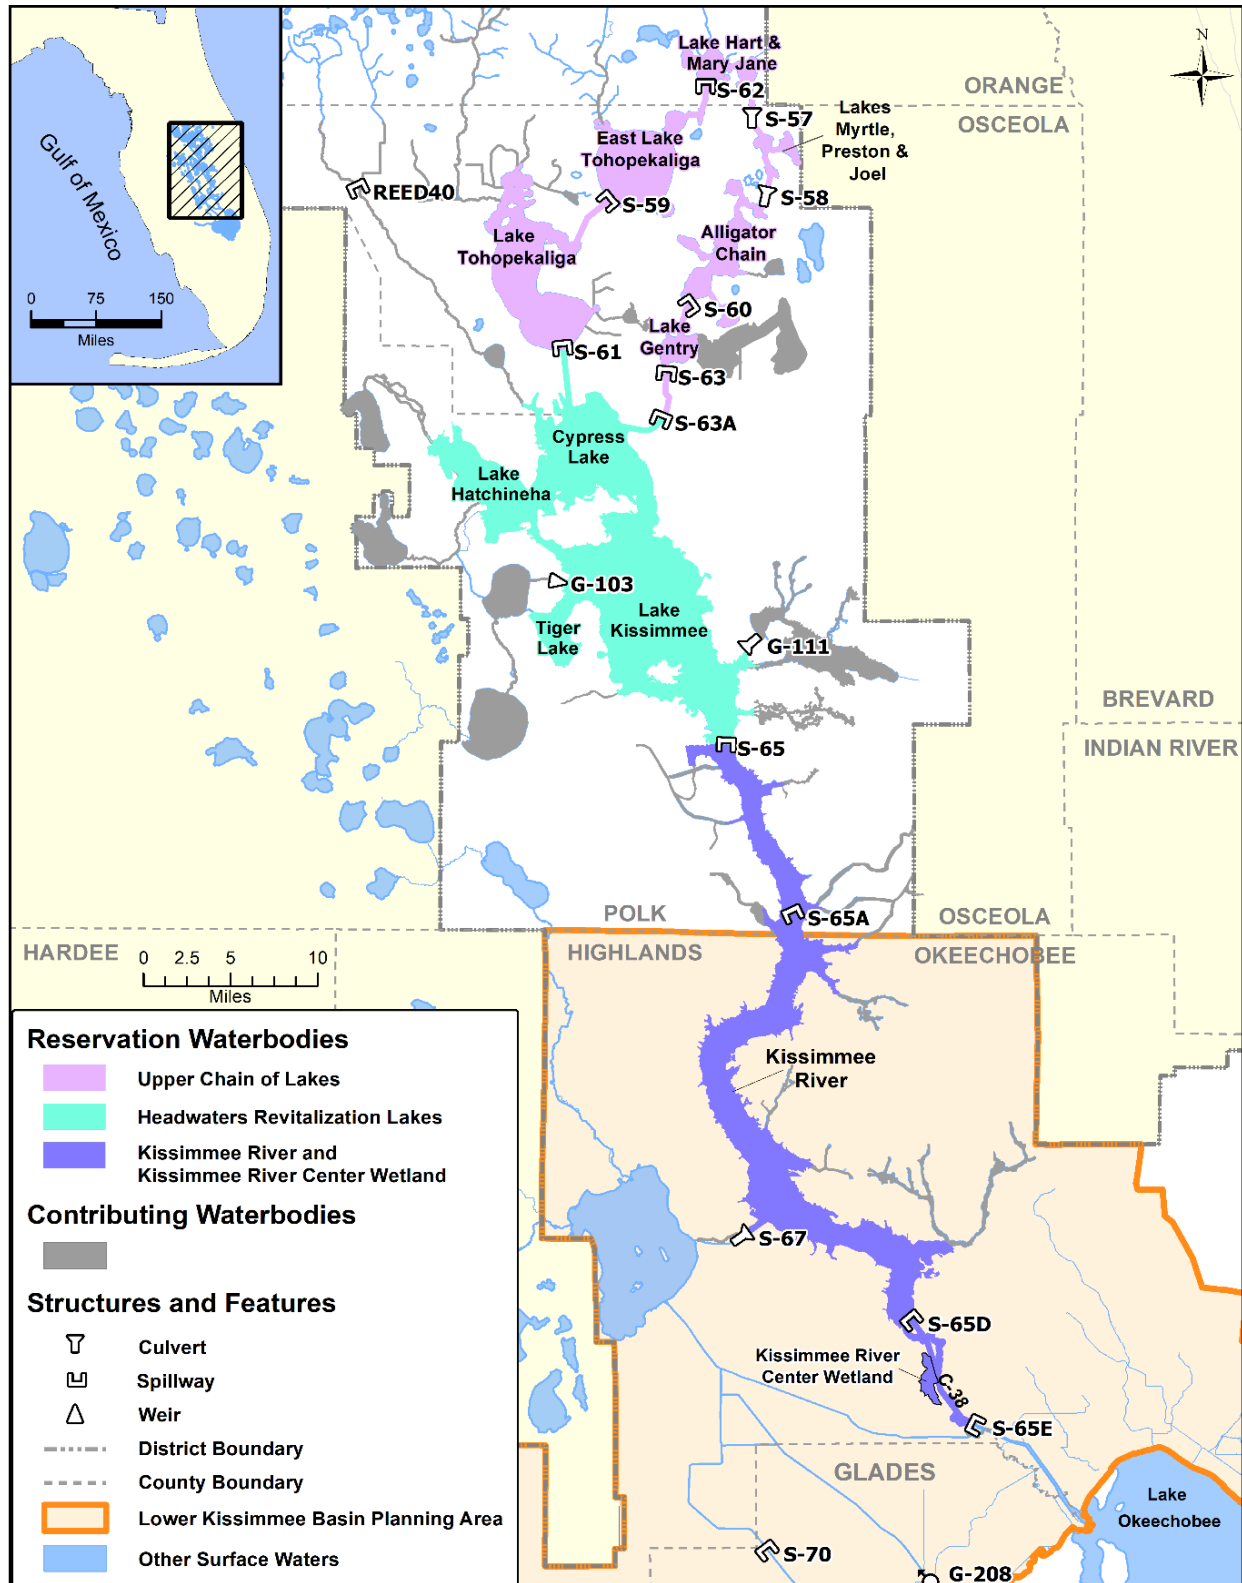 Lake Hart &
Mary Jane
N
S-62
ORANGE
OSCEOLA
S-57
Lakes
Myrtle,
Preston &
Joel
East Lake
Tohopekaliga
Gulf of Mexico
REED40
S-59
S-58
Lake
Tohopekaliga
Alligator
Chain
0 75 150
Miles
S-60
Lake
Gentry
S-61
S-63
S-63A
Cypress
Lake
Lake
Hatchineha
G-103
Lake
Kissimmee
Tiger
Lake
G-111
BREVARD
INDIAN RIVER
S-65
POLK
S-65A
OSCEOLA
HARDEE
HIGHLANDS
OKEECHOBEE
0 2.5 5 10
Miles
Kissimmee
River
Reservation Waterbodies
Upper Chain of Lakes
Headwaters Revitalization Lakes
Kissimmee River and
Kissimmee River Center Wetland
Contributing Waterbodies
Structures and Features
Culvert
Spillway
Weir
District Boundary
County Boundary
Lower Kissimmee Basin Planning Area
Other Surface Waters
S-67
S-65D
Kissimmee River
Center Wetland
C-38
S-65E
GLADES
Lake
Okeechobee
S-70
G-208